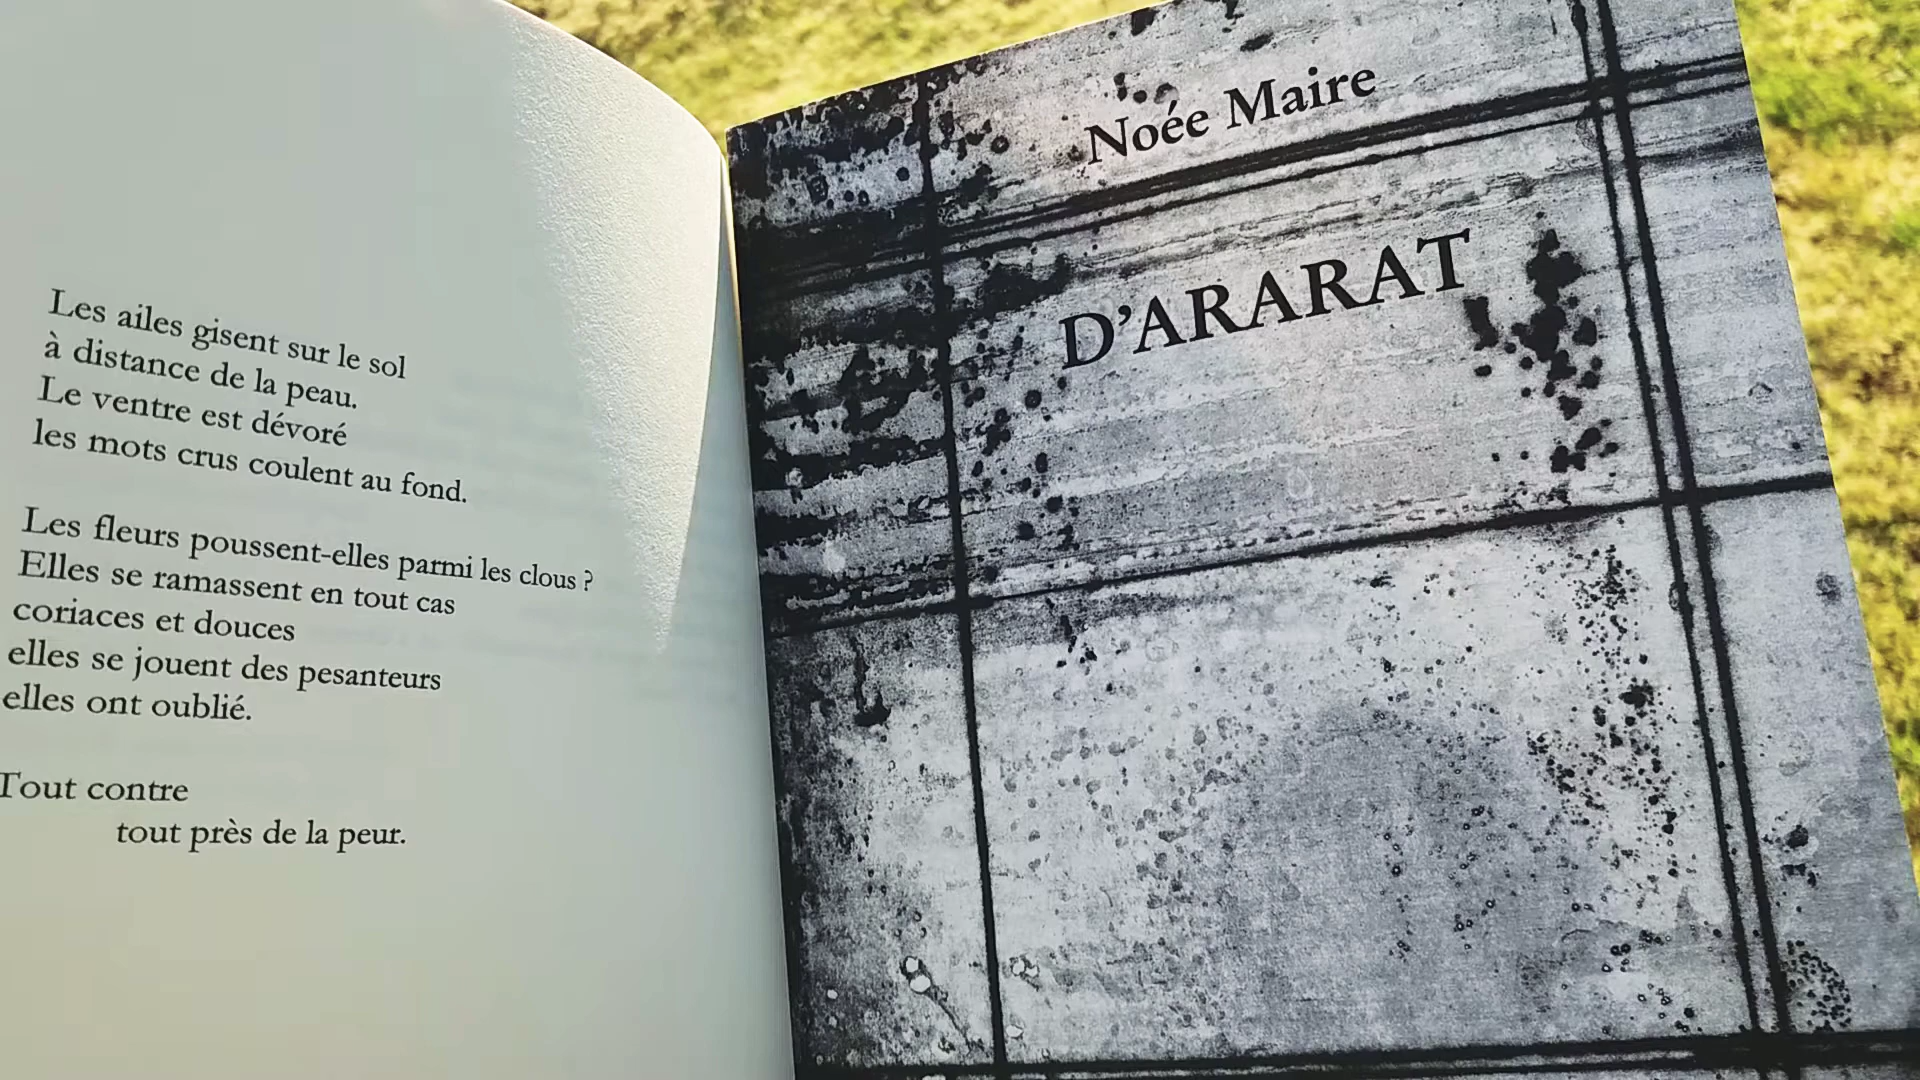 Les ailes gisent sur le sol
à distance de la peau.
Le ventre est dévoré
les mots crus coulent au fond.
Les fleurs poussent-elles parmi les clous ?
Elles se ramassent en tout cas
coriaces et douces
elles se jouent des pesanteurs
elles ont oublié.
Tout contre
tout près de la peur.
Noée Maire
D’ARARAT